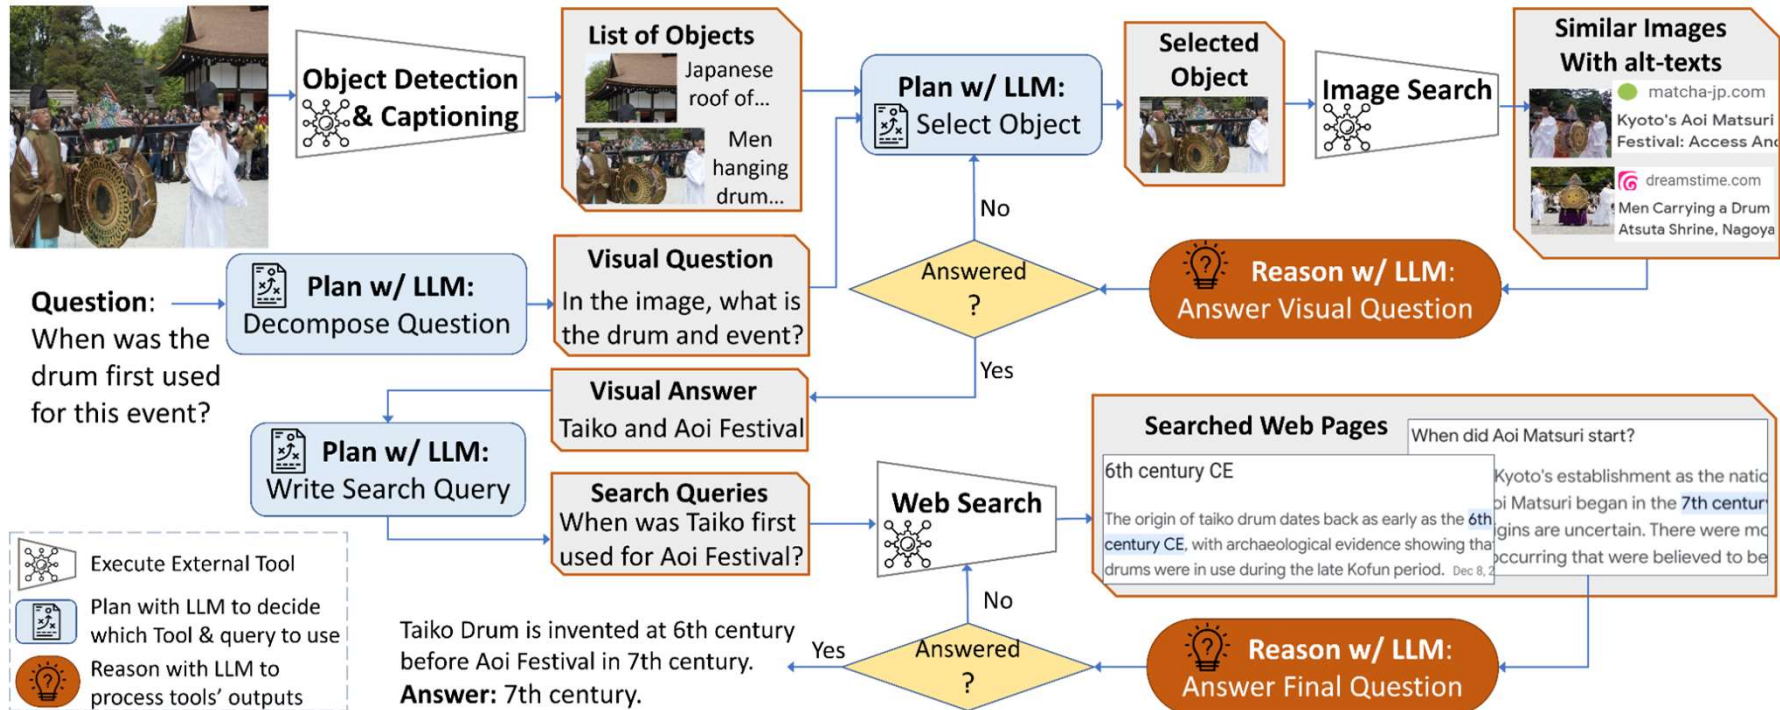 Object Detection
& Captioning
List of Objects
Japanese
roof of...
Men
hanging
drum...
Plan w/ LLM:
Select Object
Selected
Object
Image Search
Similar Images
With alt-texts
matcha-jp.com
Kyoto's Aoi Matsuri
Festival: Access And
dreamstime.com
Men Carrying a Drum
Atsuta Shrine, Nagoya
Question:
When was the
drum first used
for this event?
Plan w/ LLM:
Decompose Question
Visual Question
In the image, what is
the drum and event?
No
Answered
?
Yes
Reason w/ LLM:
Answer Visual Question
Visual Answer
Taiko and Aoi Festival
Plan w/ LLM:
Write Search Query
Search Queries
When was Taiko first
used for Aoi Festival?
Web Search
Searched Web Pages
6th century CE
The origin of taiko drum dates back as early as the 6th
century CE, with archaeological evidence showing tha
drums were in use during the late Kofun period. Dec 8, 2
When did Aoi Matsuri start?
Kyoto's establishment as the natio
oi Matsuri began in the 7th centur
igins are uncertain. There were mo
occurring that were believed to be
Reason w/ LLM:
Answer Final Question
No
Answered
?
Yes
Taiko Drum is invented at 6th century
before Aoi Festival in 7th century.
Answer: 7th century.
Execute External Tool
Plan with LLM to decide
which Tool & query to use
Reason with LLM to
process tools' outputs